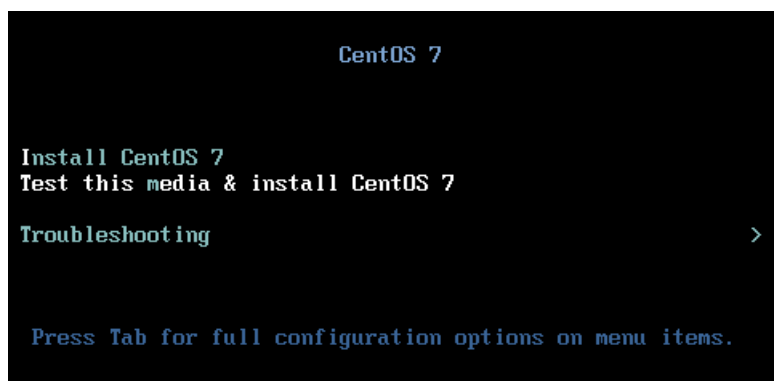 CentOS 7
Install CentOS 7
Test this media & install CentOS 7
Troubleshooting >
Press Tab for full configuration options on menu items.